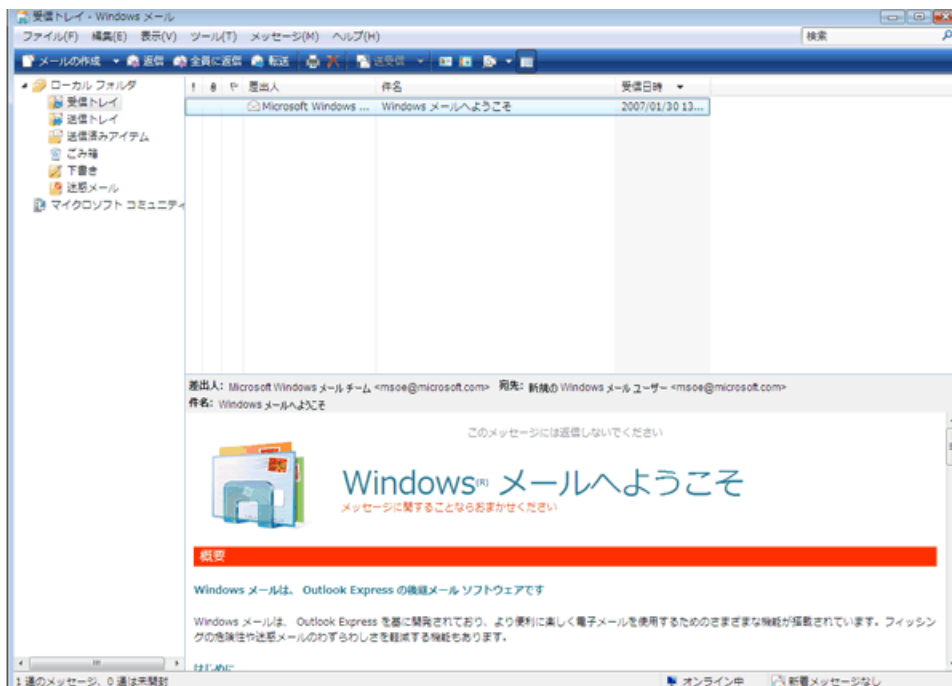 受信トレイ - Windows メール
ファイル(F) 編集(E) 表示(V) ツール(T) メッセージ(M) ヘルプ(H)
検索
メールの作成 返信 全員に返信 転送 送受信
ローカル フォルダ
受信トレイ
送信トレイ
送信済みアイテム
ごみ箱
下書き
迷惑メール
マイクロソフト コミュニティ
! 差出人 件名 受信日時
Microsoft Windows ... Windows メールへようこそ 2007/01/30 13...
差出人: Microsoft Windows メール チーム <msoe@microsoft.com> 宛先: 新規の Windows メール ユーザー <msoe@microsoft.com>
件名: Windows メールへようこそ
このメッセージには返信しないでください
Windows(R) メールへようこそ
メッセージに関することならおまかせください
概要
Windows メールは、 Outlook Express の後継メール ソフトウェアです
Windows メールは、 Outlook Express を基に開発されており、より便利に楽しく電子メールを使用するためのさまざまな機能が搭載されています。フィッシン
グの危険性や迷惑メールのわずらわしさを軽減する機能もあります。
はじめに
1 通のメッセージ、0 通は未開封
オンライン中 新着メッセージなし